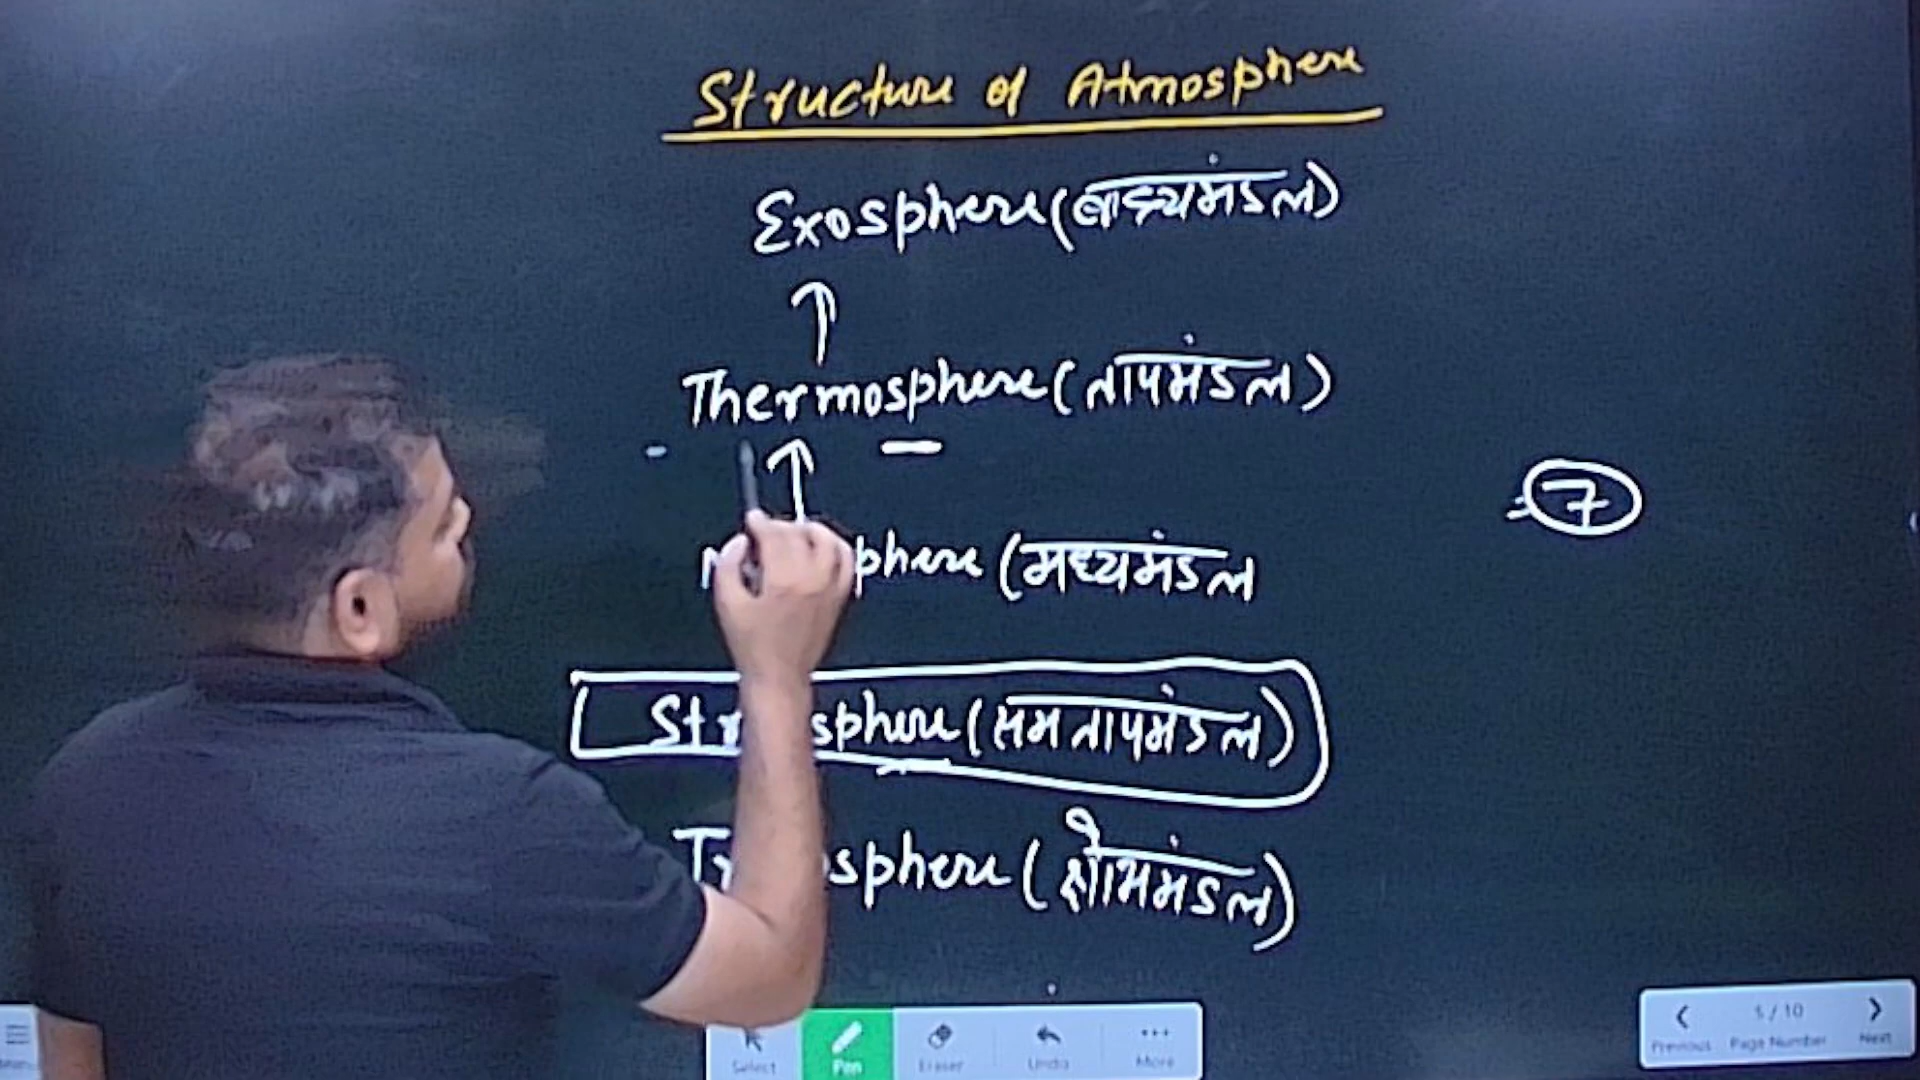 Structure of Atmosphere
Exosphere (बाह्यमंडल)
Thermosphere (तापमंडल)
= 7
phere (मध्यमंडल
St sphere (समतापमंडल)
Tr sphere (क्षोभमंडल)
Select Pen Eraser Undo More
Previous 5 / 10 Page Number Next